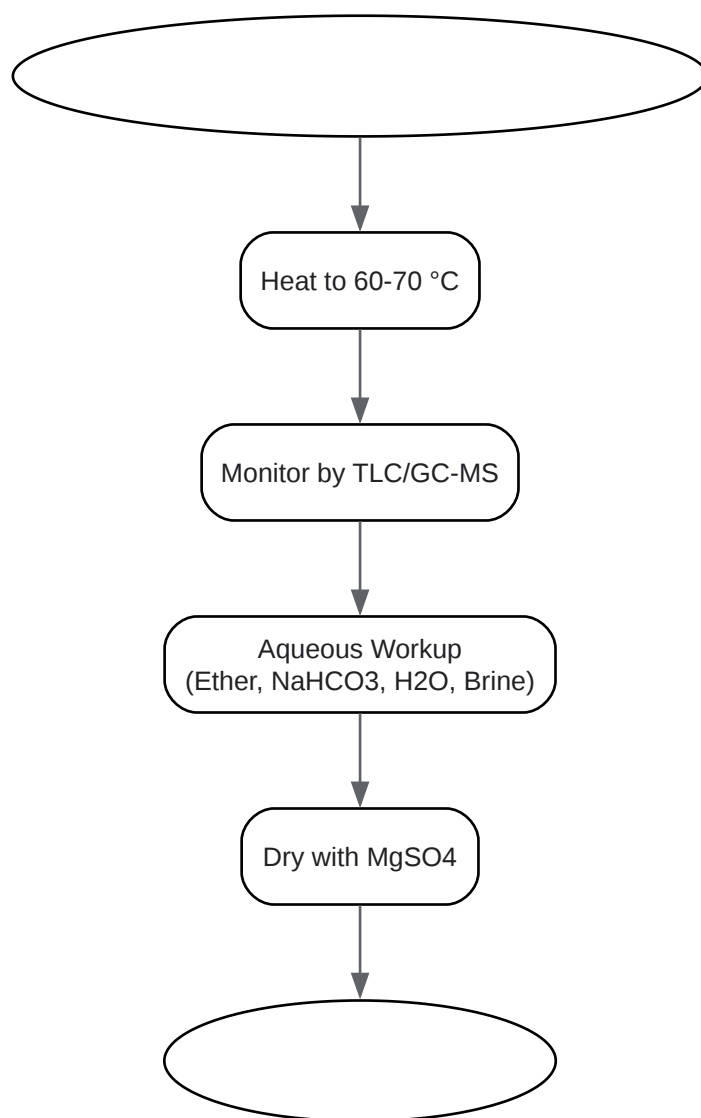 Heat to 60-70 °C
Monitor by TLC/GC-MS
Aqueous Workup
(Ether, NaHCO3, H2O, Brine)
Dry with MgSO4